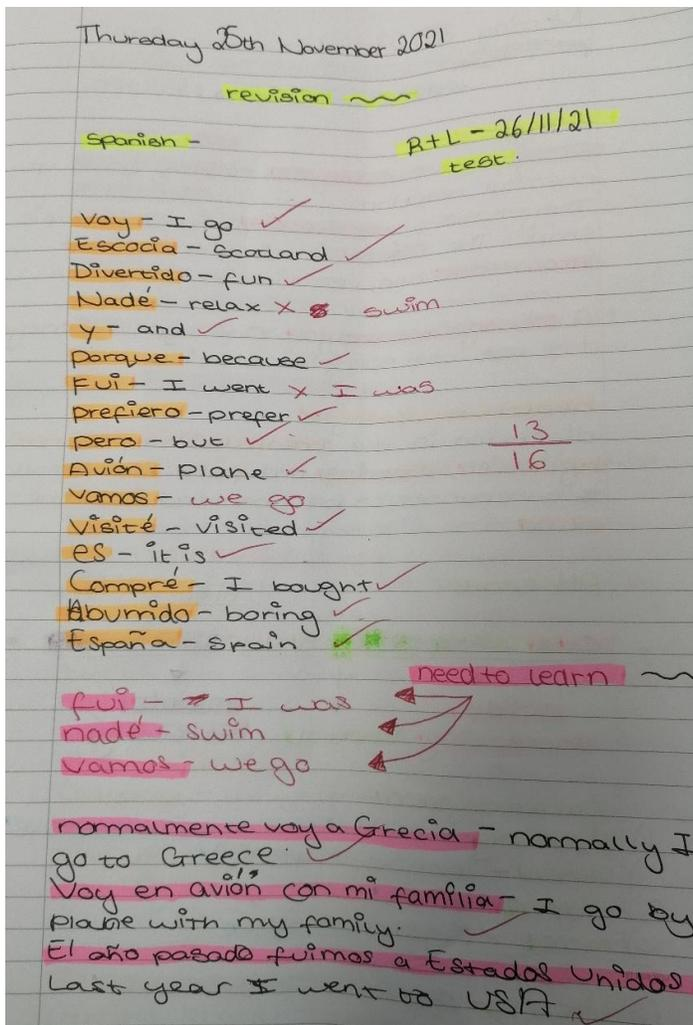 Thursday 25th November 2021
revision
Spanish -
R+L - 26/11/21
test.
Voy - I go ✓
Escocia - Scotland ✓
Divertido - fun ✓
Nadé - relax x swim
y - and ✓
porque - because ✓
Fui - I went x I was
prefiero - prefer ✓
pero - but ✓
13
16
Avión - plane ✓
Vamos - we go
Visité - visited ✓
es - it is ✓
Compré - I bought ✓
Aburrido - boring ✓
España - Spain ✓
need to learn
fui - I was
nadé - swim
vamos - we go
normalmente voy a Grecia - normally I
go to Greece. ✓
Voy en avión con mi familia - I go by
plane with my family. ✓
El año pasado fuimos a Estados Unidos
Last year I went to USA ✓